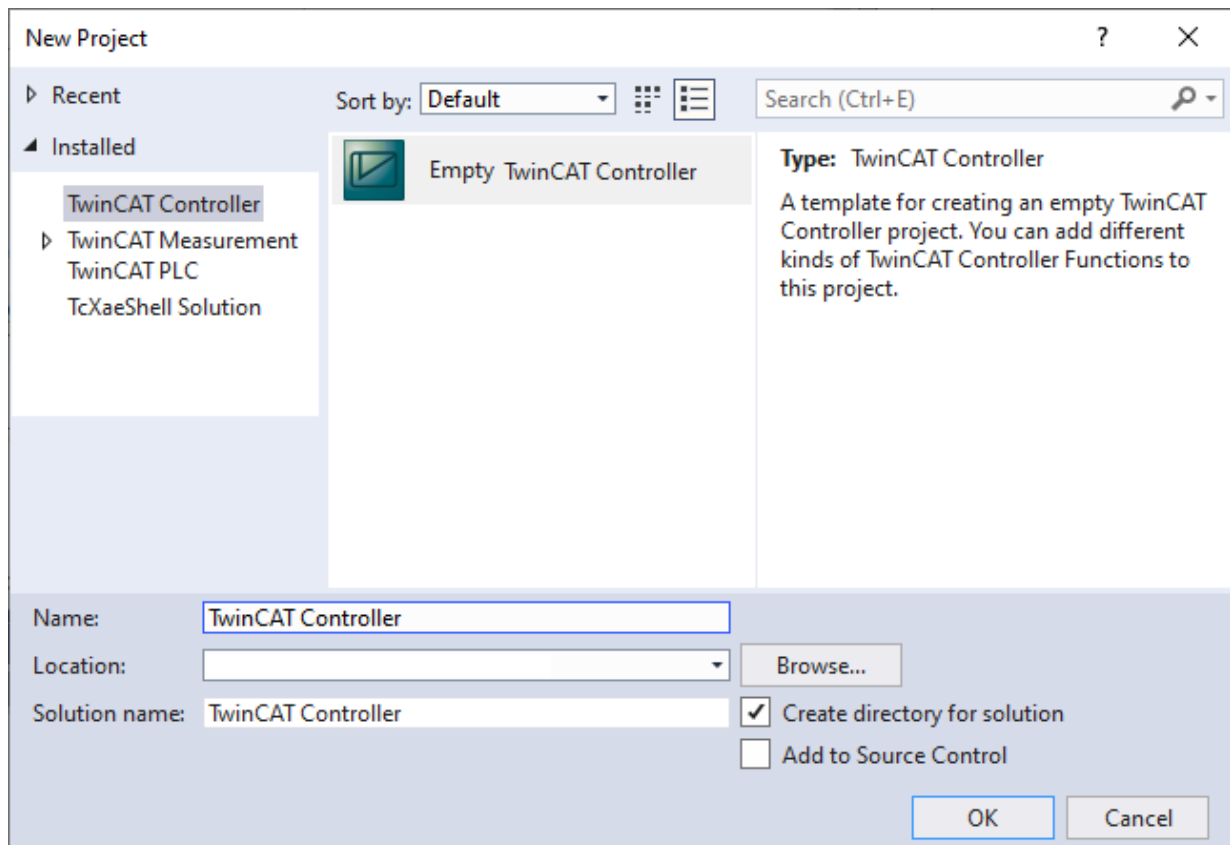 New Project
?
Recent
Installed
TwinCAT Controller
TwinCAT Measurement
TwinCAT PLC
TcXaeShell Solution
Sort by: Default
Search (Ctrl+E)
Empty TwinCAT Controller
Type: TwinCAT Controller
A template for creating an empty TwinCAT
Controller project. You can add different
kinds of TwinCAT Controller Functions to
this project.
Name: TwinCAT Controller
Location:
Browse...
Solution name: TwinCAT Controller
Create directory for solution
Add to Source Control
OK
Cancel